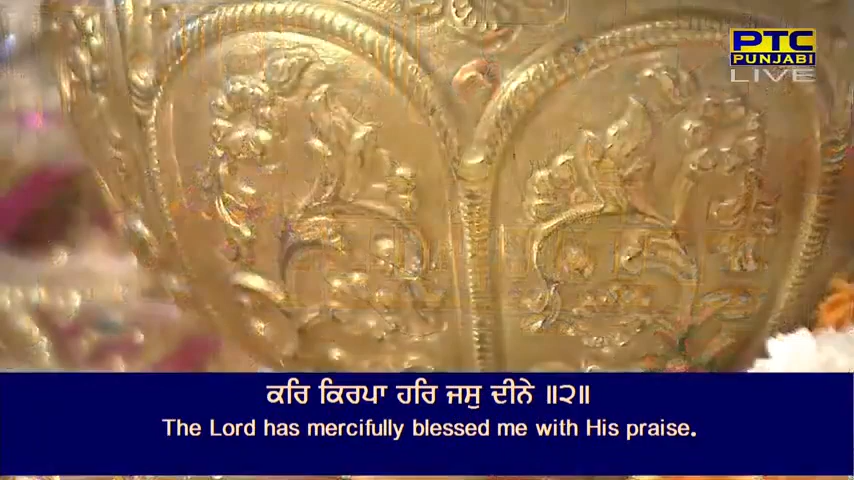 PTC
PUNJABI
LIVE
ਕਰਿ ਕਿਰਪਾ ਹਰਿ ਜਸੁ ਦੀਨੇ ॥੨॥
The Lord has mercifully blessed me with His praise.